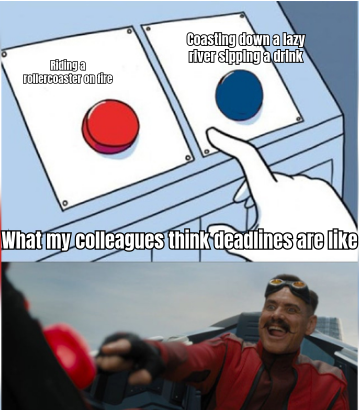 Riding a
rollercoaster on fire
Coasting down a lazy
river sipping a drink
What my colleagues think deadlines are like